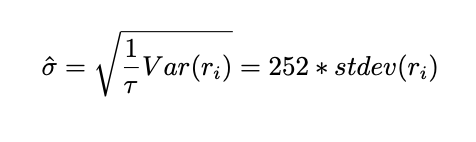 σ̂ = √(1/τ Var(rᵢ)) = 252 * stdev(rᵢ)